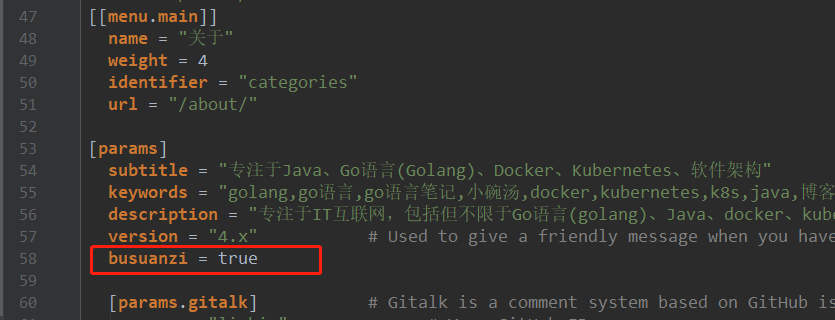 47 [[menu.main]]
48 name = "关于"
49 weight = 4
50 identifier = "categories"
51 url = "/about/"
52
53 [params]
54 subtitle = "专注于Java、Go语言(Golang)、Docker、Kubernetes、软件架构"
55 keywords = "golang,go语言,go语言笔记,小碗汤,docker,kubernetes,k8s,java,博客
56 description = "专注于IT互联网，包括但不限于Go语言(golang)、Java、docker、kube
57 version = "4.x" # Used to give a friendly message when you have
58 busuanzi = true
59
60 [params.gitalk] # Gitalk is a comment system based on GitHub is